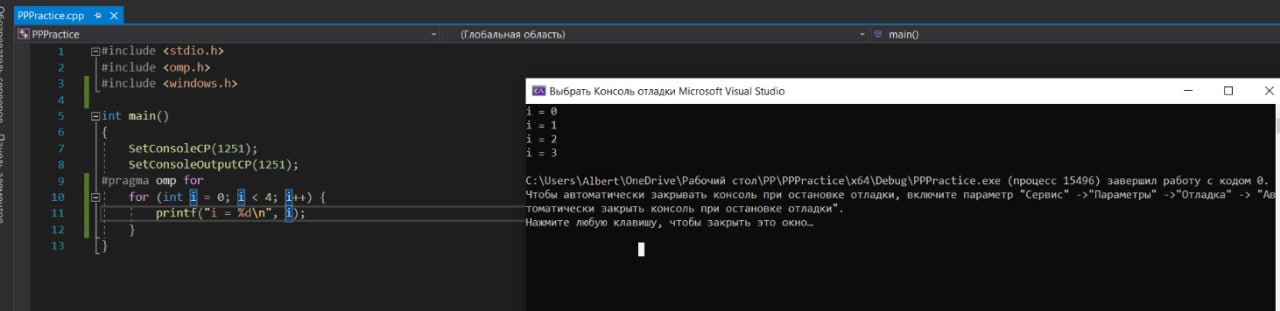 PPPractice.cpp
PPPractice
(Глобальная область)
main()
1 #include <stdio.h>
2 #include <omp.h>
3 #include <windows.h>
4
5 int main()
6 {
7 SetConsoleCP(1251);
8 SetConsoleOutputCP(1251);
9 #pragma omp for
10 for (int i = 0; i < 4; i++) {
11 printf("i = %d\n", i);
12 }
13 }
Выбрать Консоль отладки Microsoft Visual Studio
i = 0
i = 1
i = 2
i = 3
C:\Users\Albert\OneDrive\Рабочий стол\PP\PPPractice\x64\Debug\PPPractice.exe (процесс 15496) завершил работу с кодом 0.
Чтобы автоматически закрывать консоль при остановке отладки, включите параметр "Сервис" ->"Параметры" ->"Отладка" -> "Ав
томатически закрыть консоль при остановке отладки".
Нажмите любую клавишу, чтобы закрыть это окно…